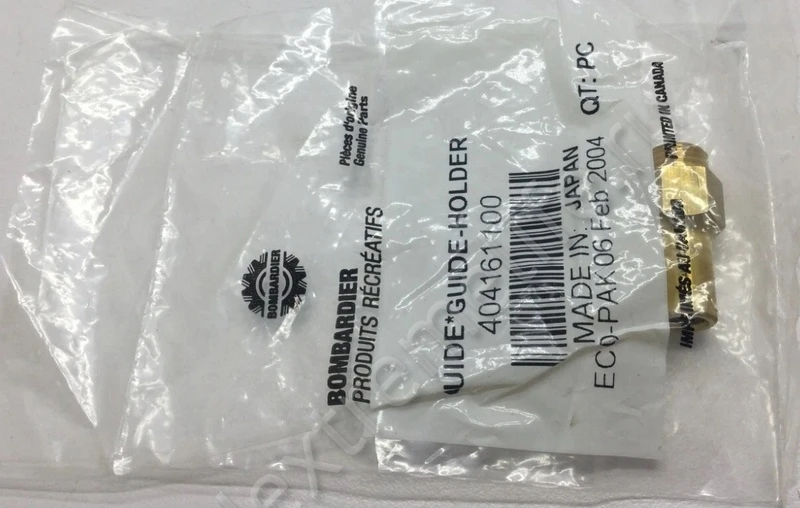 BOMBARDIER
BOMBARDIER
PRODUITS RÉCRÉATIFS
Pièces d'origine
Genuine Parts
UIDE*GUIDE-HOLDER
404161100
MADE IN: JAPAN
ECO-PAK 06 Feb 2004 QT: PC
IN CANADA